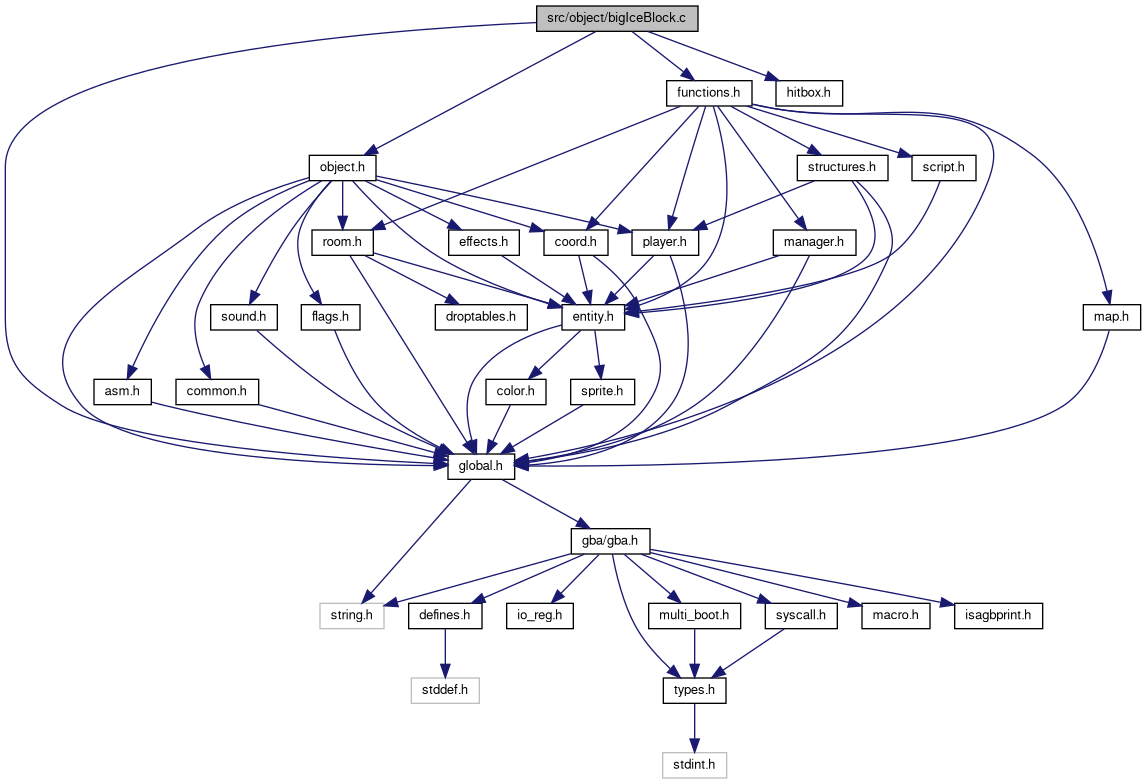 src/object/bigIceBlock.c
functions.h
hitbox.h
object.h
structures.h
script.h
room.h
effects.h
coord.h
player.h
manager.h
sound.h
flags.h
droptables.h
entity.h
map.h
asm.h
common.h
color.h
sprite.h
global.h
gba/gba.h
string.h
defines.h
io_reg.h
multi_boot.h
syscall.h
macro.h
isagbprint.h
stddef.h
types.h
stdint.h